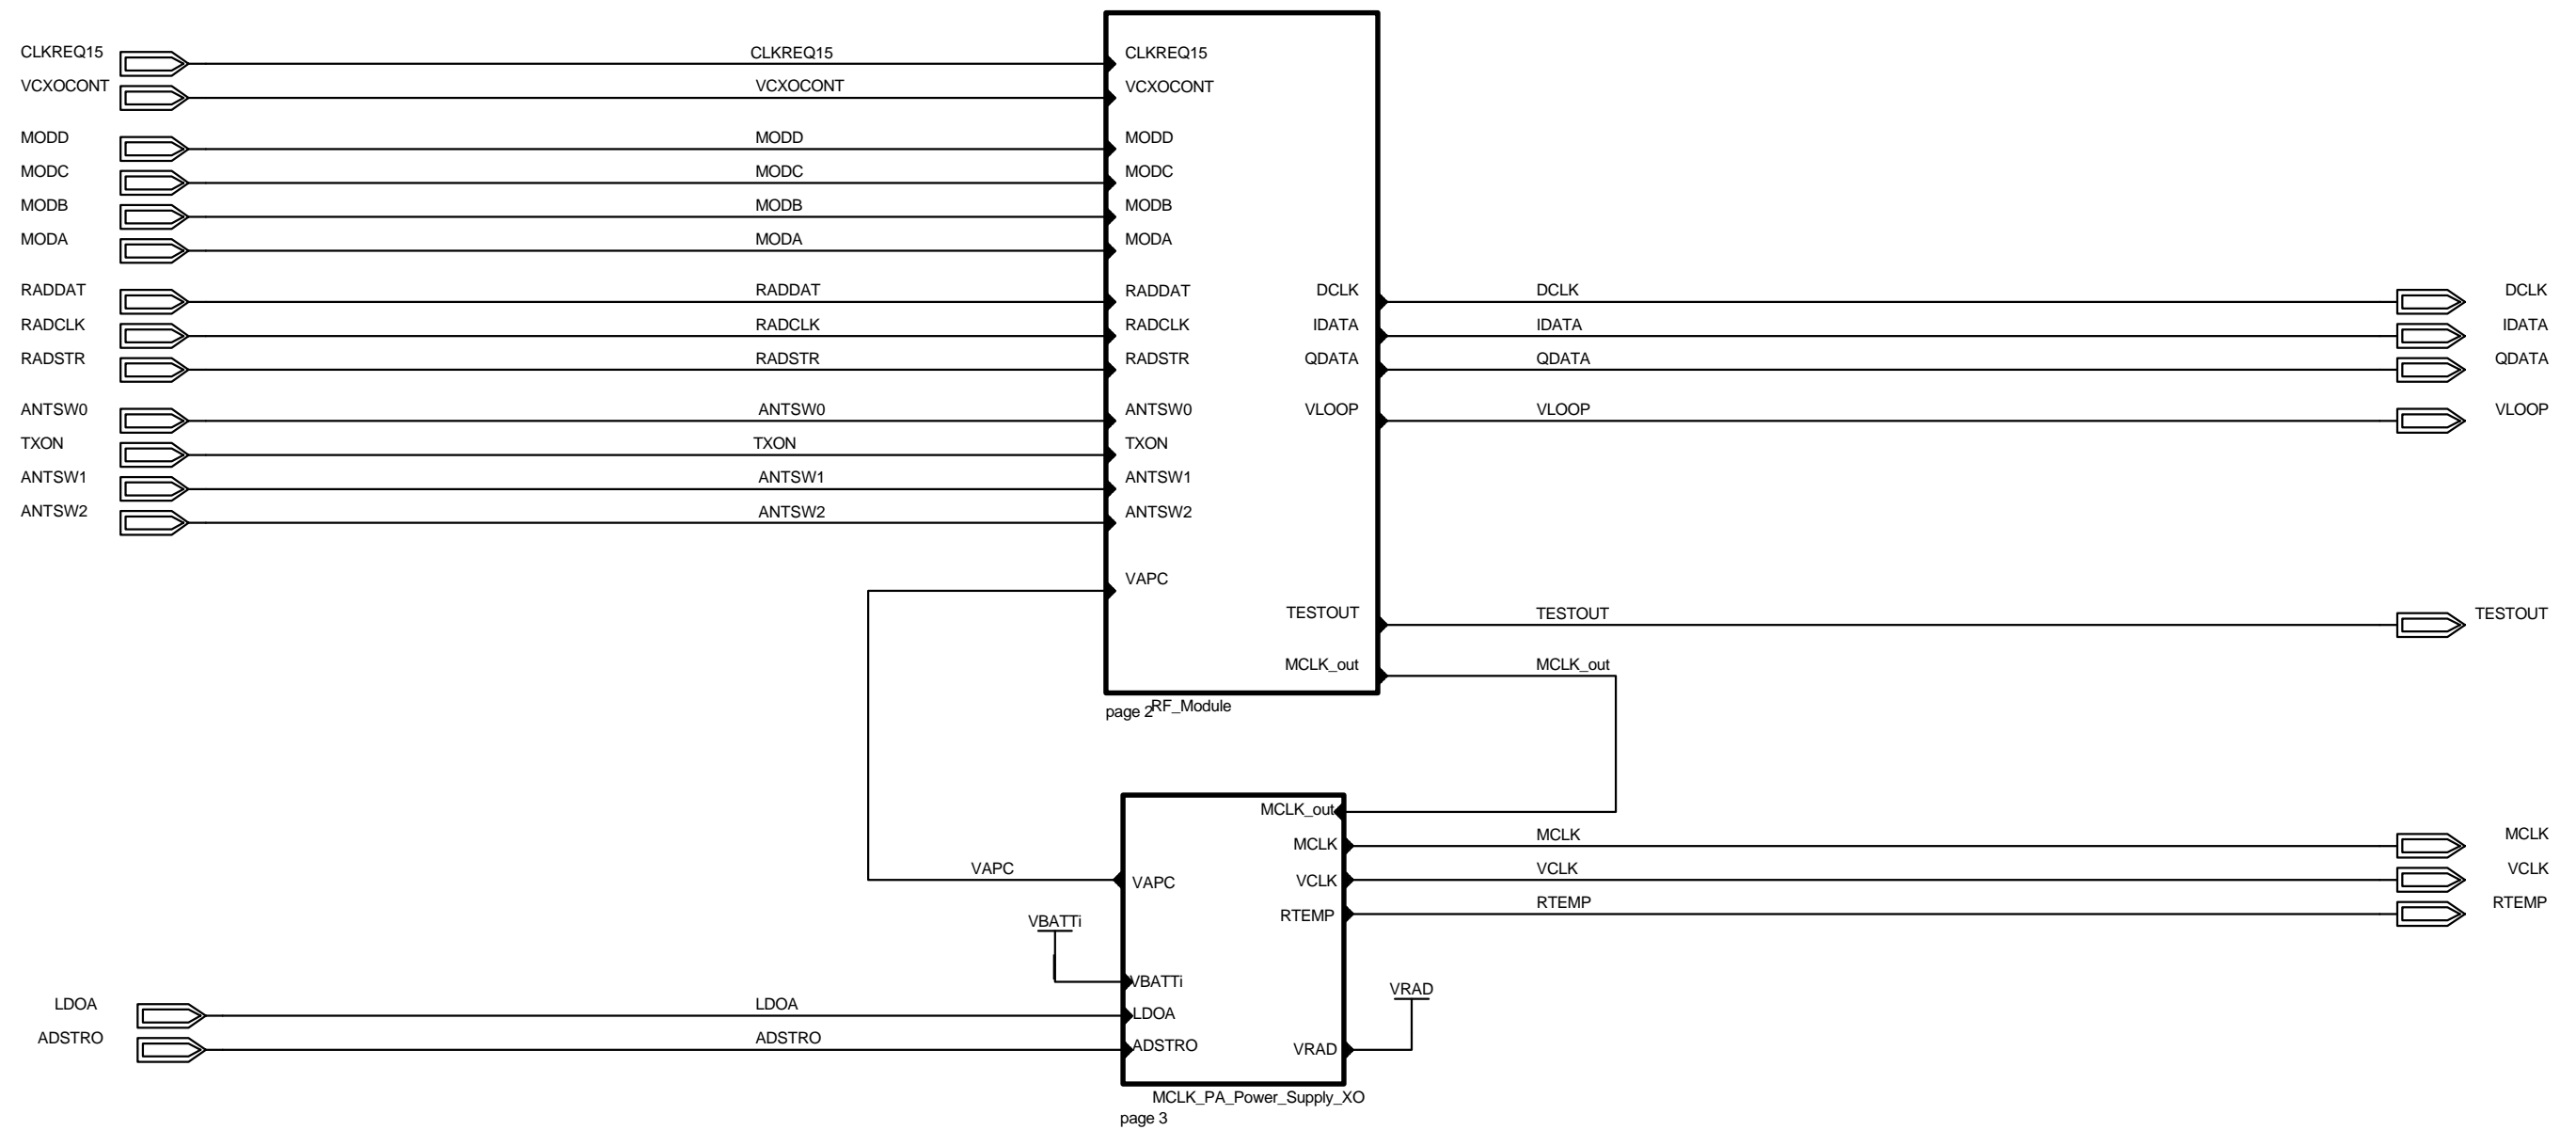 CLKREQ15 CLKREQ15 CLKREQ15
VCXOCONT VCXOCONT VCXOCONT
MODD MODD MODD
MODC MODC MODC
MODB MODB MODB
MODA MODA MODA
RADDAT RADDAT RADDAT DCLK DCLK DCLK
RADCLK RADCLK RADCLK IDATA IDATA IDATA
RADSTR RADSTR RADSTR QDATA QDATA QDATA
ANTSW0 ANTSW0 ANTSW0 VLOOP VLOOP VLOOP
TXON TXON TXON
ANTSW1 ANTSW1 ANTSW1
ANTSW2 ANTSW2 ANTSW2
VAPC
TESTOUT TESTOUT TESTOUT
MCLK_out MCLK_out
page 2 RF_Module
MCLK_out
MCLK MCLK MCLK
VAPC VAPC VCLK VCLK VCLK
RTEMP RTEMP RTEMP
VBATTi
VBATTi
VRAD
LDOA LDOA LDOA
ADSTRO ADSTRO ADSTRO VRAD
MCLK_PA_Power_Supply_XO
page 3